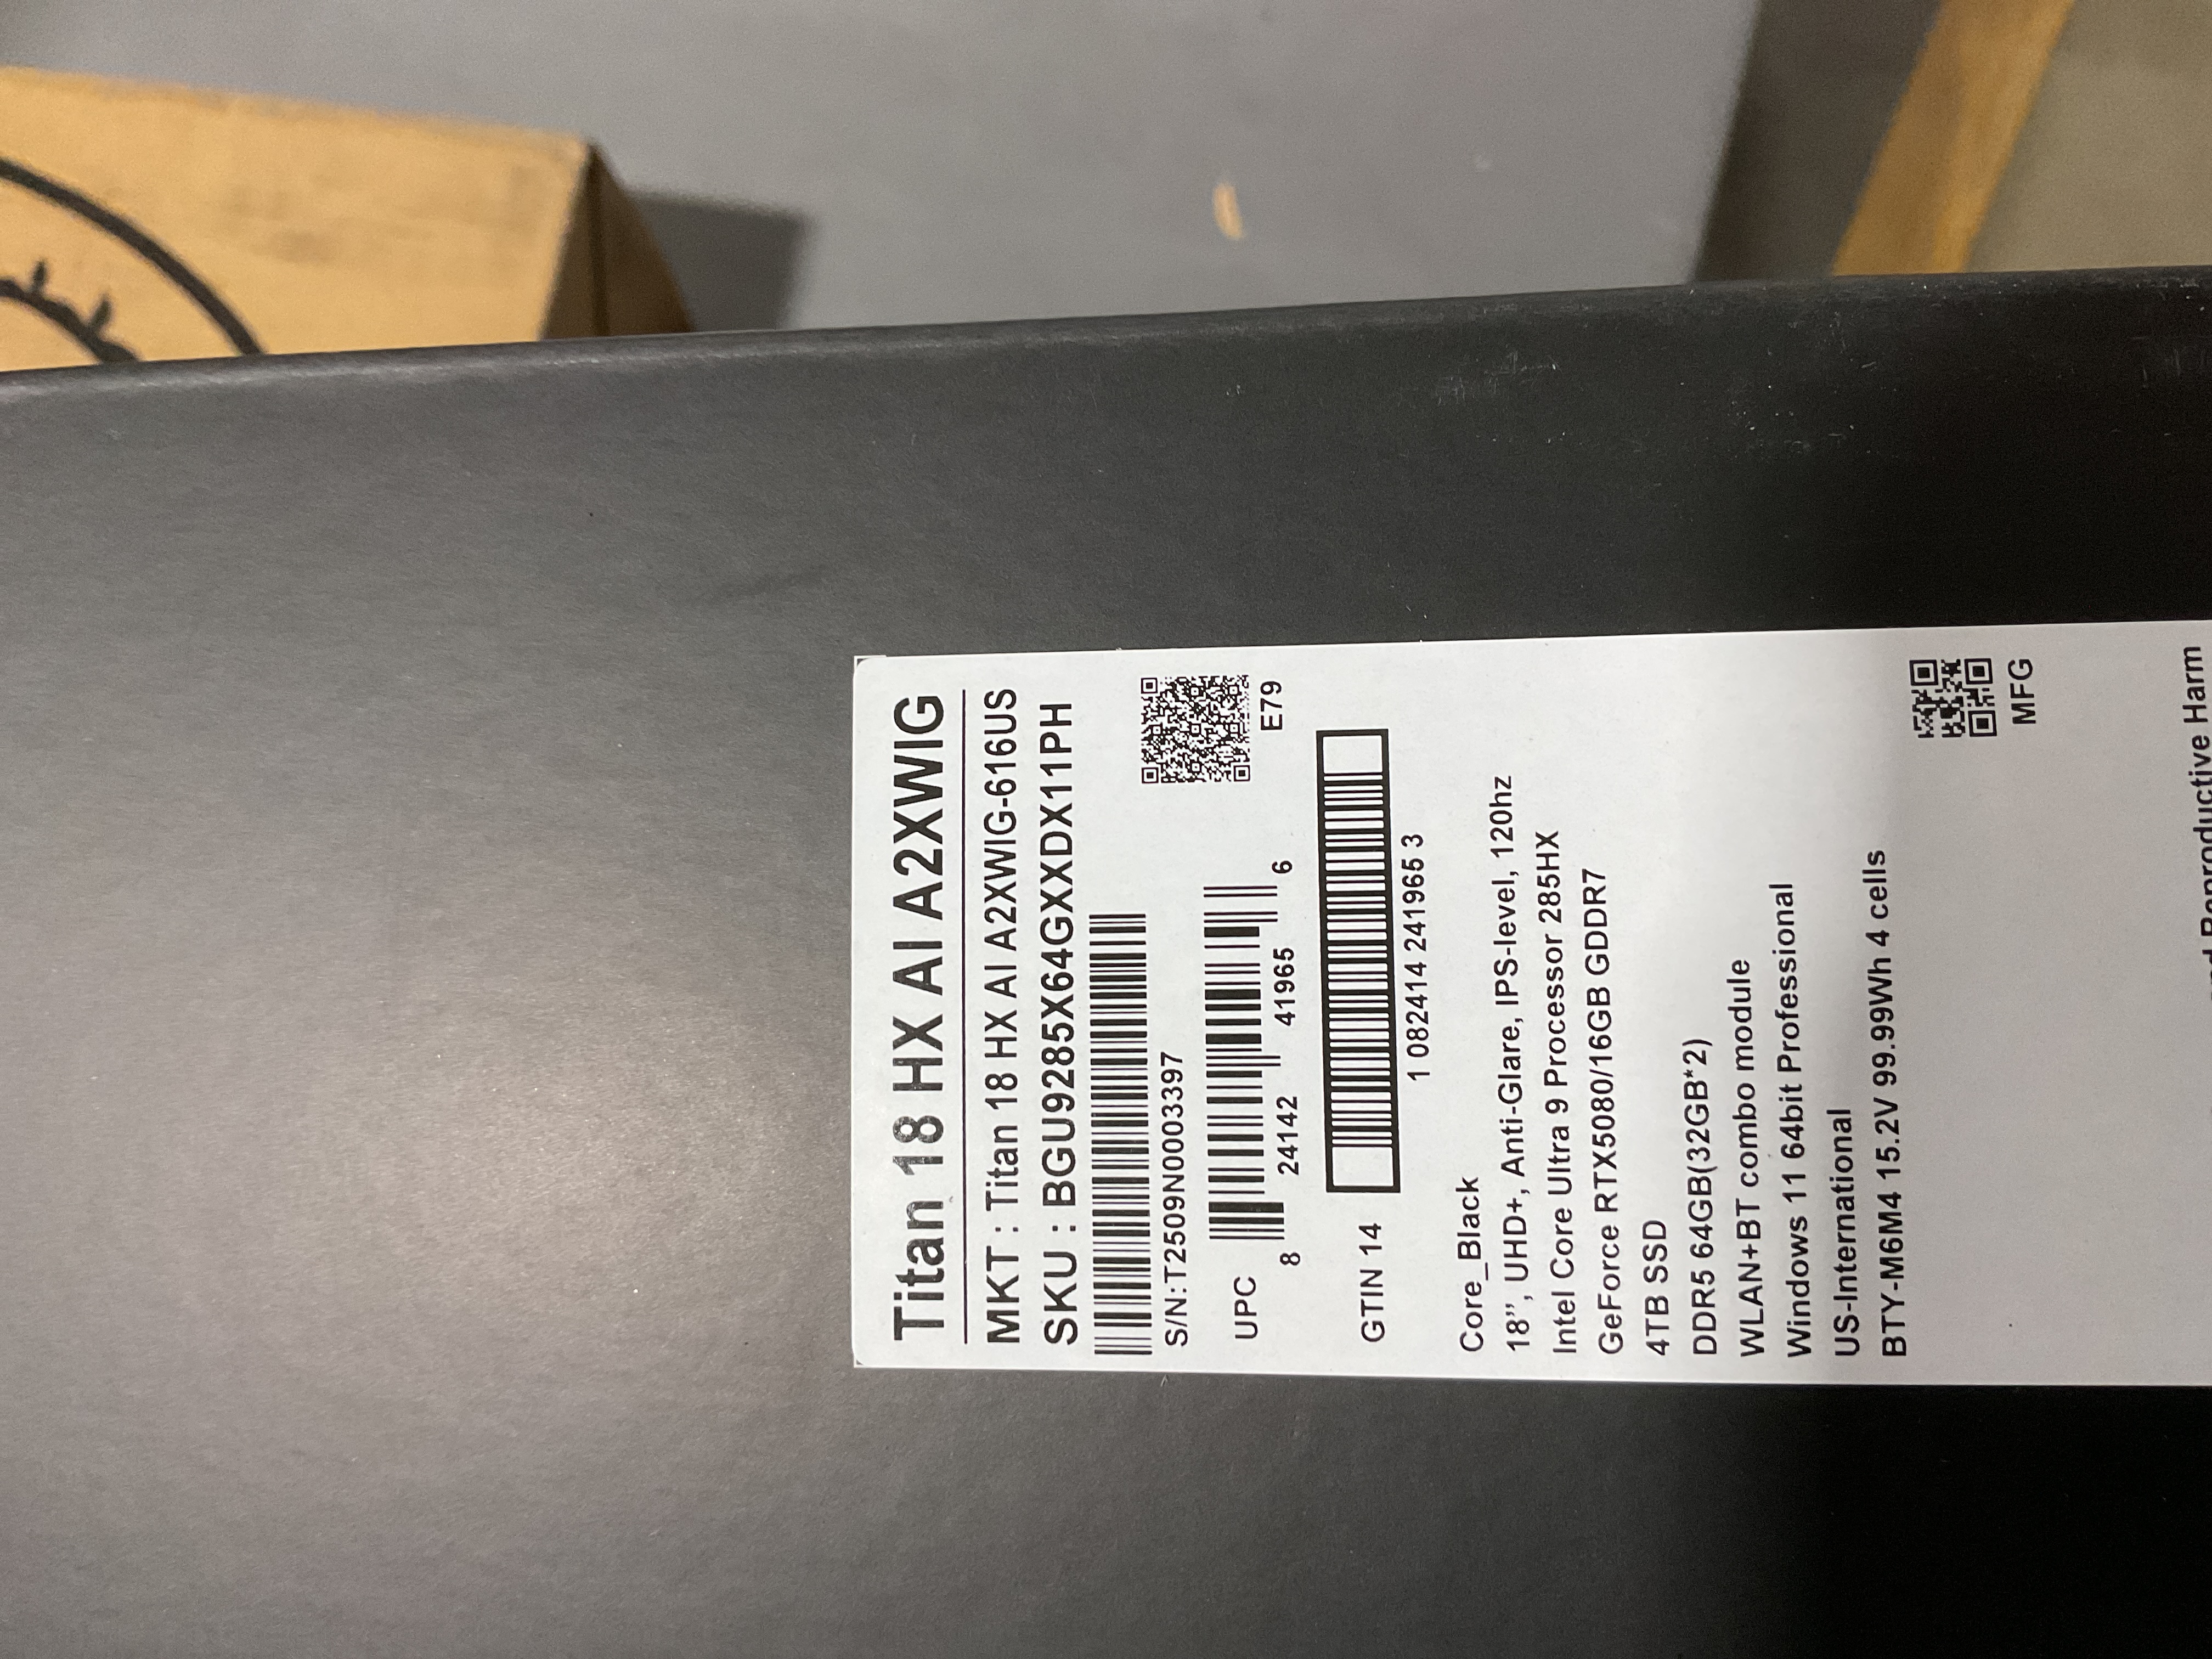 Titan 18 HX AI A2XWIG
MKT : Titan 18 HX AI A2XWIG-616US
SKU : BGU9285X64GXXDX11PH
S/N:T2509N0003397
E79
UPC
8 24142 41965 6
GTIN 14
1 082414 241965 3
Core_Black
18”, UHD+, Anti-Glare, IPS-level, 120hz
Intel Core Ultra 9 Processor 285HX
GeForce RTX5080/16GB GDDR7
4TB SSD
DDR5 64GB(32GB*2)
WLAN+BT combo module
Windows 11 64bit Professional
US-International
BTY-M6M4 15.2V 99.99Wh 4 cells
MFG
and Reproductive Harm